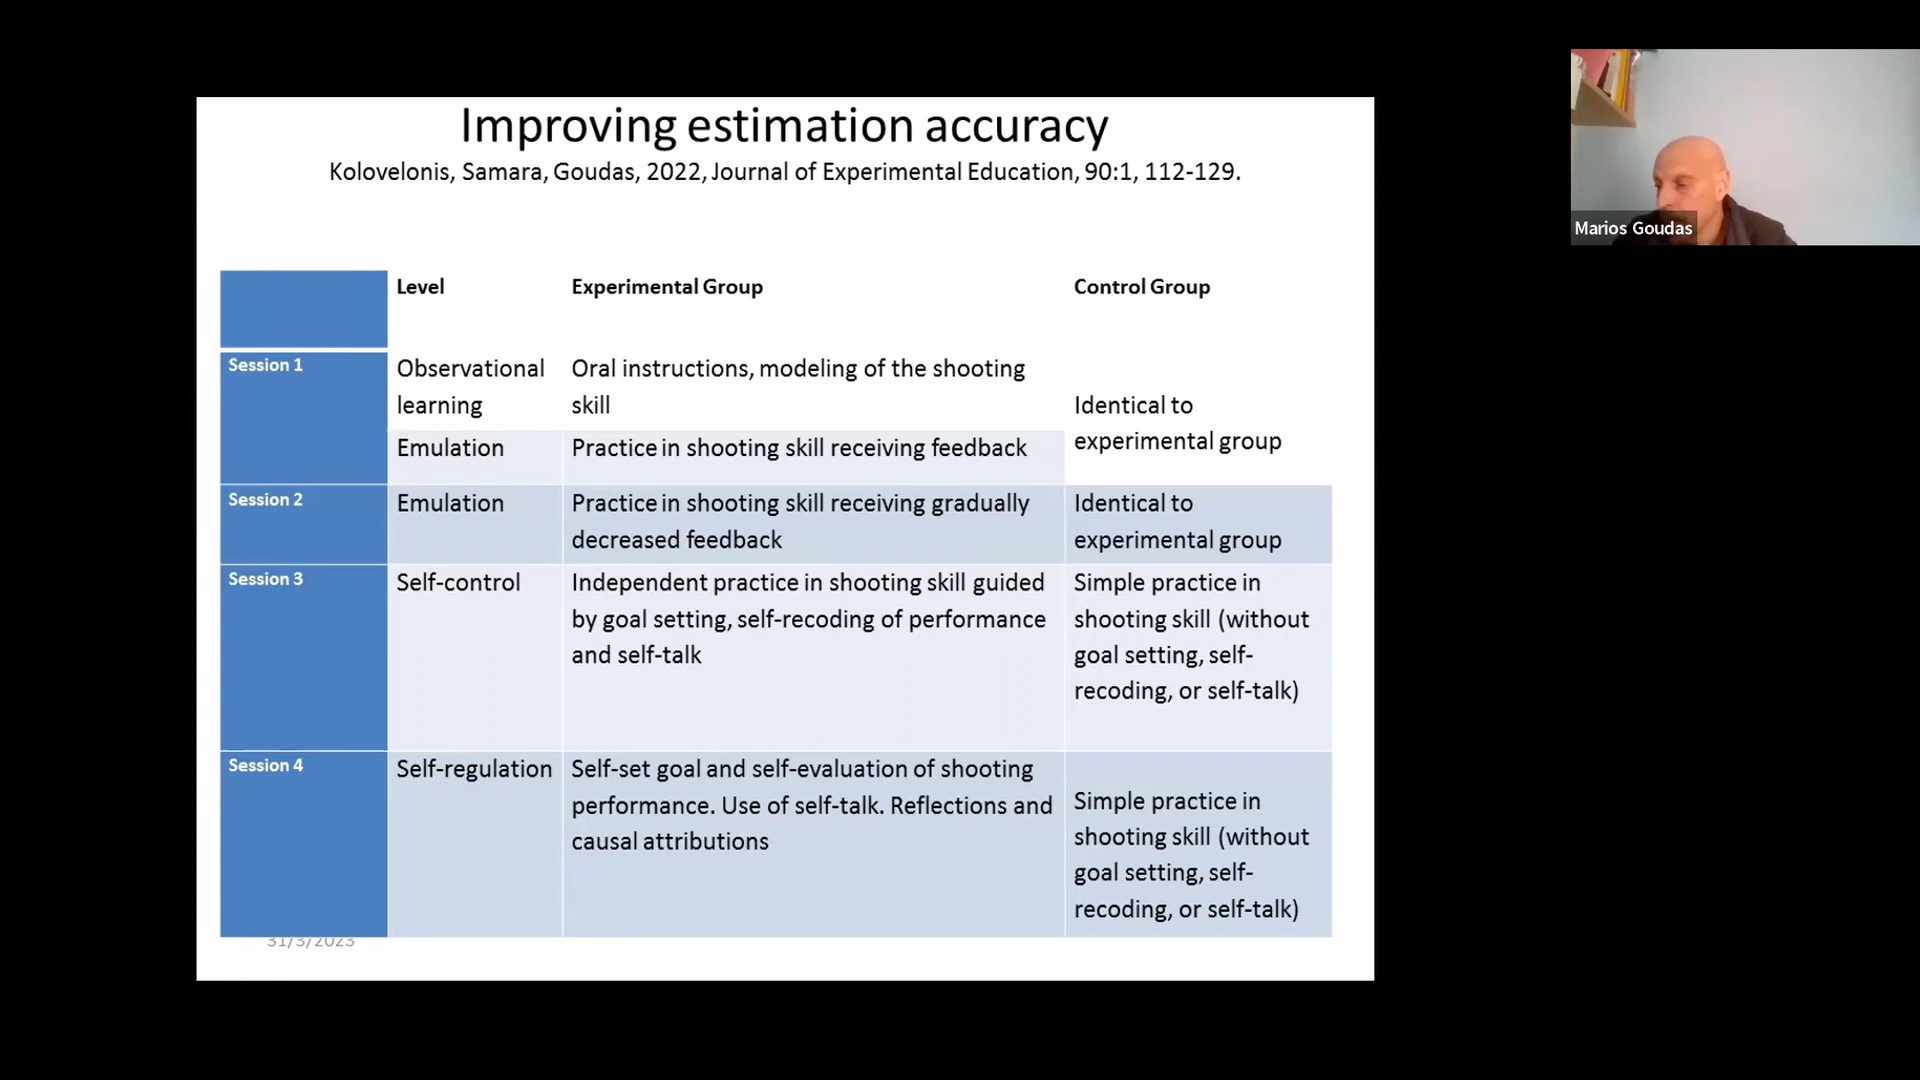 Improving estimation accuracy
Kolovelonis, Samara, Goudas, 2022, Journal of Experimental Education, 90:1, 112-129.
Marios Goudas
Level
Experimental Group
Control Group
Session 1
Observational
learning
Oral instructions, modeling of the shooting
skill
Identical to
experimental group
Emulation
Practice in shooting skill receiving feedback
Session 2
Emulation
Practice in shooting skill receiving gradually
decreased feedback
Identical to
experimental group
Session 3
Self-control
Independent practice in shooting skill guided
by goal setting, self-recoding of performance
and self-talk
Simple practice in
shooting skill (without
goal setting, self-
recoding, or self-talk)
Session 4
Self-regulation
Self-set goal and self-evaluation of shooting
performance. Use of self-talk. Reflections and
causal attributions
Simple practice in
shooting skill (without
goal setting, self-
recoding, or self-talk)
31/3/2023